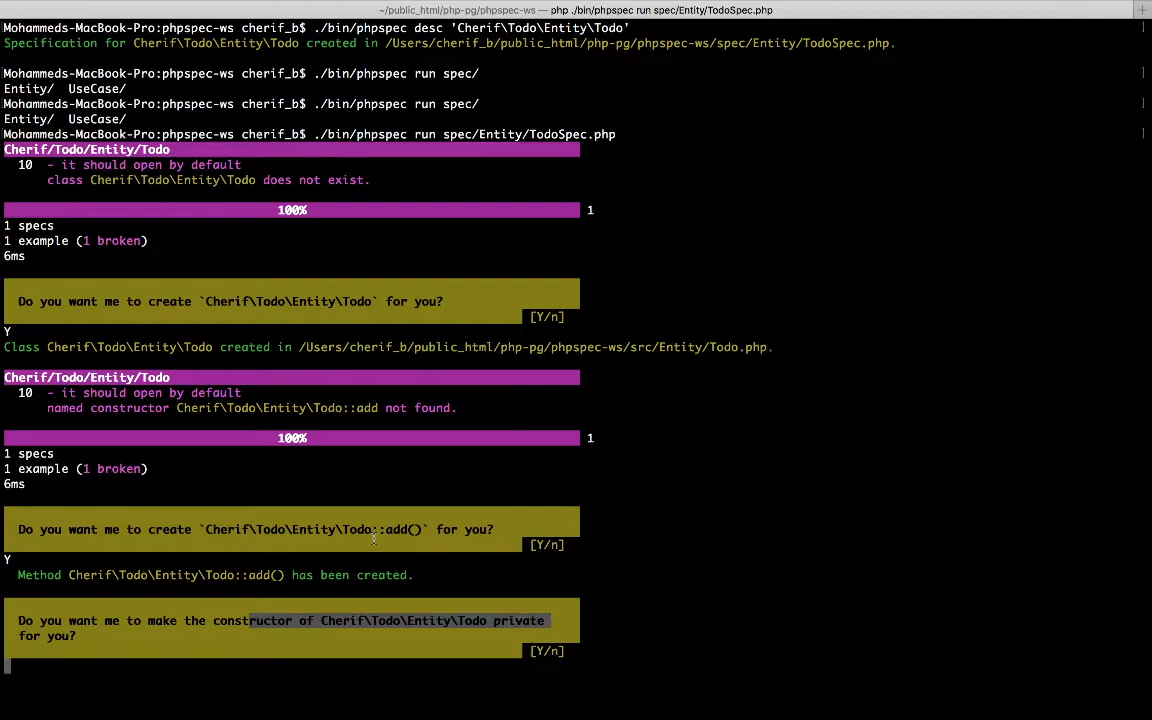 ~/public_html/php-pg/phpspec-ws — php ./bin/phpspec run spec/Entity/TodoSpec.php
Mohammeds-MacBook-Pro:phpspec-ws cherif_b$ ./bin/phpspec desc 'Cherif\Todo\Entity\Todo'
Specification for Cherif\Todo\Entity\Todo created in /Users/cherif_b/public_html/php-pg/phpspec-ws/spec/Entity/TodoSpec.php.
Mohammeds-MacBook-Pro:phpspec-ws cherif_b$ ./bin/phpspec run spec/
Entity/  UseCase/
Mohammeds-MacBook-Pro:phpspec-ws cherif_b$ ./bin/phpspec run spec/
Entity/  UseCase/
Mohammeds-MacBook-Pro:phpspec-ws cherif_b$ ./bin/phpspec run spec/Entity/TodoSpec.php
Cherif/Todo/Entity/Todo
10  - it should open by default
class Cherif\Todo\Entity\Todo does not exist.
100% 1
1 specs
1 example (1 broken)
6ms
Do you want me to create `Cherif\Todo\Entity\Todo` for you?
[Y/n]
Y
Class Cherif\Todo\Entity\Todo created in /Users/cherif_b/public_html/php-pg/phpspec-ws/src/Entity/Todo.php.
Cherif/Todo/Entity/Todo
10  - it should open by default
named constructor Cherif\Todo\Entity\Todo::add not found.
100% 1
1 specs
1 example (1 broken)
6ms
Do you want me to create `Cherif\Todo\Entity\Todo::add()` for you?
[Y/n]
Y
Method Cherif\Todo\Entity\Todo::add() has been created.
Do you want me to make the constructor of Cherif\Todo\Entity\Todo private
for you?
[Y/n]